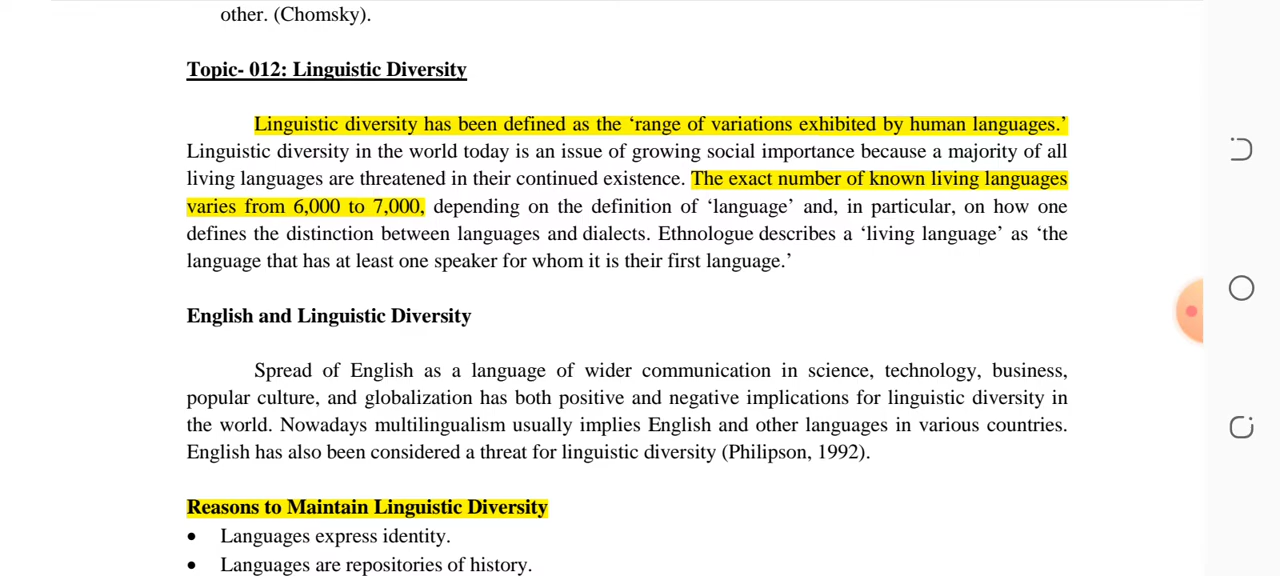 other. (Chomsky).
Topic- 012: Linguistic Diversity
Linguistic diversity has been defined as the ‘range of variations exhibited by human languages.’
Linguistic diversity in the world today is an issue of growing social importance because a majority of all
living languages are threatened in their continued existence. The exact number of known living languages
varies from 6,000 to 7,000, depending on the definition of ‘language’ and, in particular, on how one
defines the distinction between languages and dialects. Ethnologue describes a ‘living language’ as ‘the
language that has at least one speaker for whom it is their first language.’
English and Linguistic Diversity
Spread of English as a language of wider communication in science, technology, business,
popular culture, and globalization has both positive and negative implications for linguistic diversity in
the world. Nowadays multilingualism usually implies English and other languages in various countries.
English has also been considered a threat for linguistic diversity (Philipson, 1992).
Reasons to Maintain Linguistic Diversity
• Languages express identity.
• Languages are repositories of history.